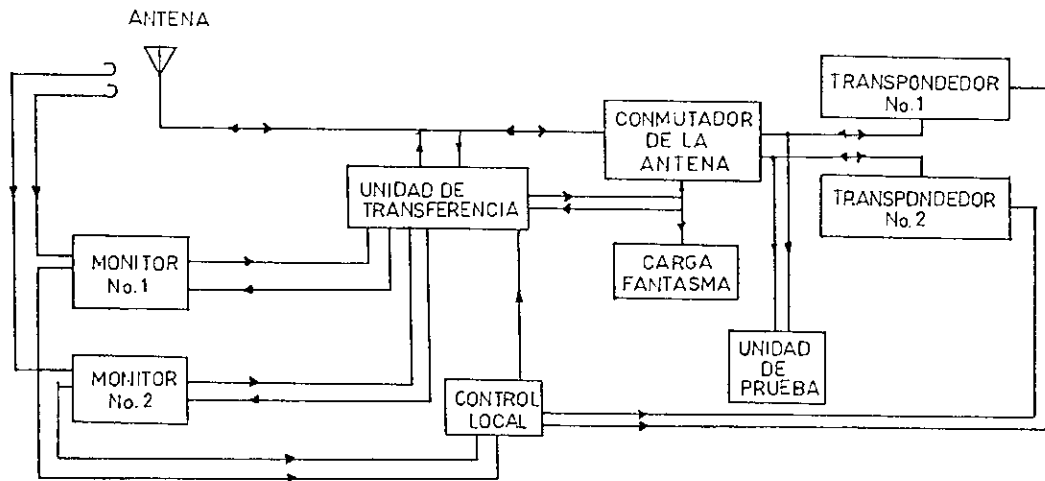 ANTENA
TRANSPONDEDOR
No.1
CONMUTADOR
DE LA
ANTENA
UNIDAD DE
TRANSFERENCIA
TRANSPONDEDOR
No.2
MONITOR
No.1
CARGA
FANTASMA
UNIDAD
DE
PRUEBA
MONITOR
No.2
CONTROL
LOCAL